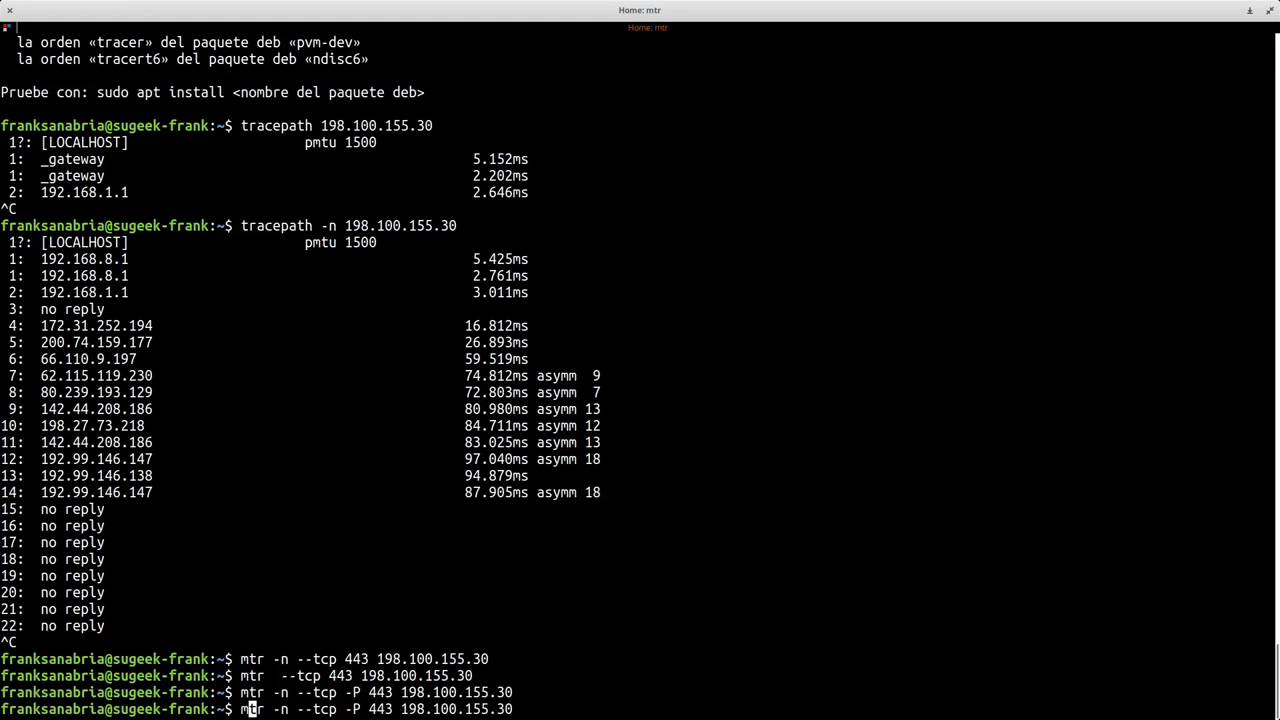 Home: mtr
Home: mtr
la orden «tracer» del paquete deb «pvm-dev»
la orden «tracert6» del paquete deb «ndisc6»
Pruebe con: sudo apt install <nombre del paquete deb>
franksanabria@sugeek-frank:~$ tracepath 198.100.155.30
1?: [LOCALHOST] pmtu 1500
1: _gateway 5.152ms
1: _gateway 2.202ms
2: 192.168.1.1 2.646ms
^C
franksanabria@sugeek-frank:~$ tracepath -n 198.100.155.30
1?: [LOCALHOST] pmtu 1500
1: 192.168.8.1 5.425ms
1: 192.168.8.1 2.761ms
2: 192.168.1.1 3.011ms
3: no reply
4: 172.31.252.194 16.812ms
5: 200.74.159.177 26.893ms
6: 66.110.9.197 59.519ms
7: 62.115.119.230 74.812ms asymm 9
8: 80.239.193.129 72.803ms asymm 7
9: 142.44.208.186 80.980ms asymm 13
10: 198.27.73.218 84.711ms asymm 12
11: 142.44.208.186 83.025ms asymm 13
12: 192.99.146.147 97.040ms asymm 18
13: 192.99.146.138 94.879ms
14: 192.99.146.147 87.905ms asymm 18
15: no reply
16: no reply
17: no reply
18: no reply
19: no reply
20: no reply
21: no reply
22: no reply
^C
franksanabria@sugeek-frank:~$ mtr -n --tcp 443 198.100.155.30
franksanabria@sugeek-frank:~$ mtr  --tcp 443 198.100.155.30
franksanabria@sugeek-frank:~$ mtr -n --tcp -P 443 198.100.155.30
franksanabria@sugeek-frank:~$ mtr -n --tcp -P 443 198.100.155.30